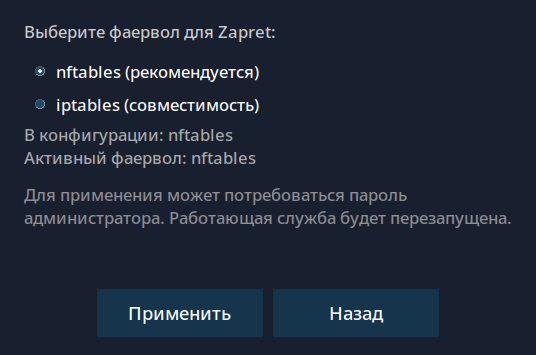 Выберите фаервол для Zapret:
nftables (рекомендуется)
iptables (совместимость)
В конфигурации: nftables
Активный фаервол: nftables
Для применения может потребоваться пароль
администратора. Работающая служба будет перезапущена.
Применить
Назад